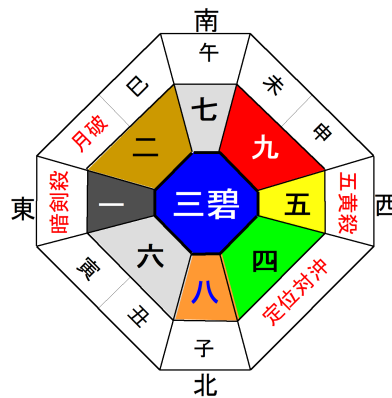 南
午
巳
未
月破
七
申
二
九
暗剣殺
東
一
三碧
五
五黄殺
西
六
四
寅
八
定位対沖
丑
子
北